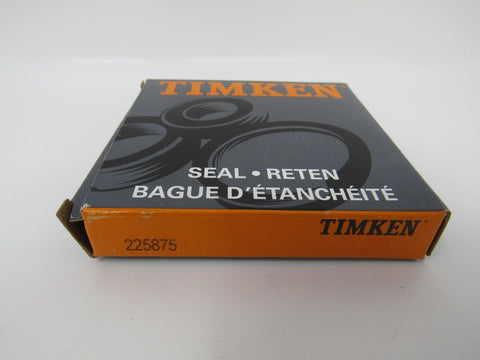 TIMKEN
SEAL • RETEN
BAGUE D'ÉTANCHÉITÉ
TIMKEN
225875